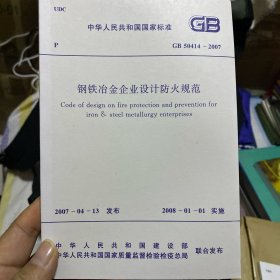 UDC
中华人民共和国国家标准
GB
P
GB 50414-2007
钢铁冶金企业设计防火规范
Code of design on fire protection and prevention for
iron & steel metallurgy enterprises
2007-04-13 发布
2008-01-01 实施
中华人民共和国建设部
中华人民共和国国家质量监督检验检疫总局
联合发布